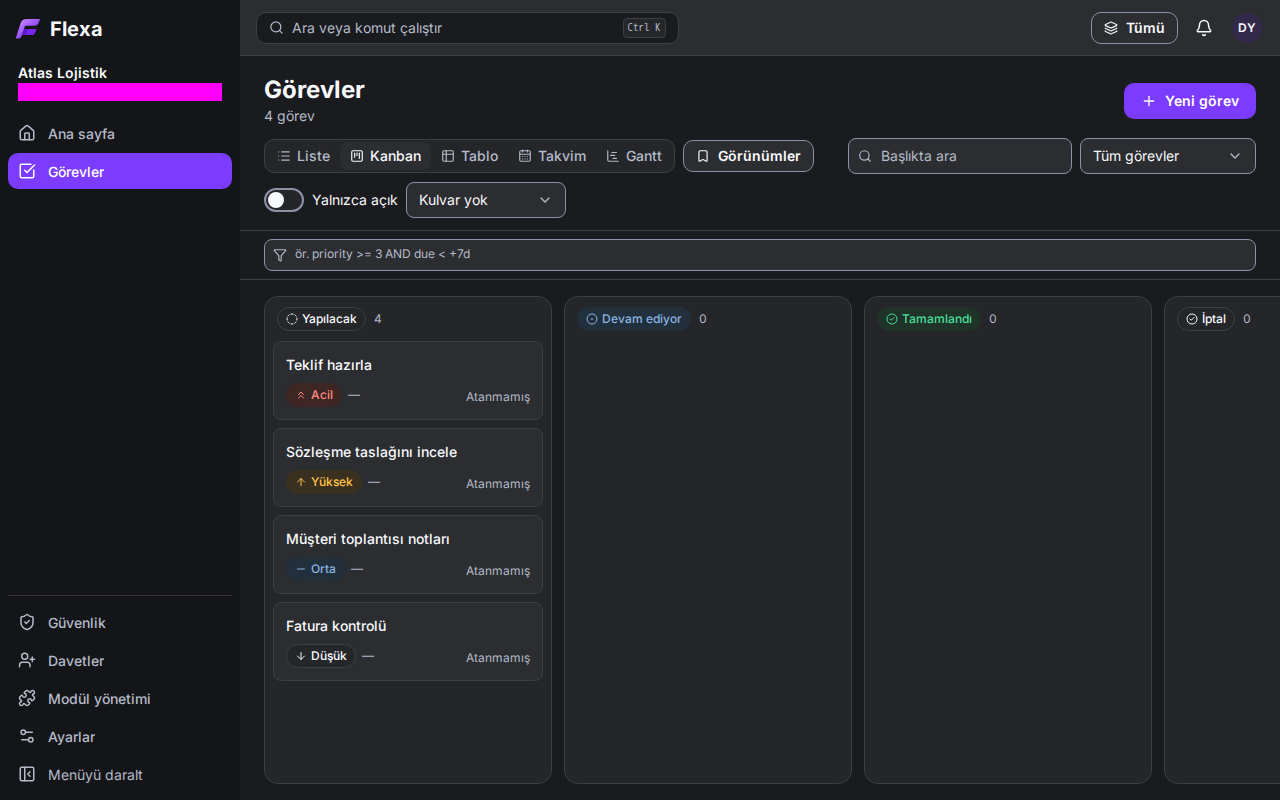 Flexa
Atlas Lojistik
Ana sayfa
Görevler
Güvenlik
Davetler
Modül yönetimi
Ayarlar
Menüyü daralt
Ara veya komut çalıştır
Ctrl K
Tümü
DY
Görevler
4 görev
Yeni görev
Liste
Kanban
Tablo
Takvim
Gantt
Görünümler
Başlıkta ara
Tüm görevler
Yalnızca açık
Kulvar yok
ör. priority >= 3 AND due < +7d
Yapılacak 4
Teklif hazırla
Acil —
Atanmamış
Sözleşme taslağını incele
Yüksek —
Atanmamış
Müşteri toplantısı notları
Orta —
Atanmamış
Fatura kontrolü
Düşük —
Atanmamış
Devam ediyor 0
Tamamlandı 0
İptal 0